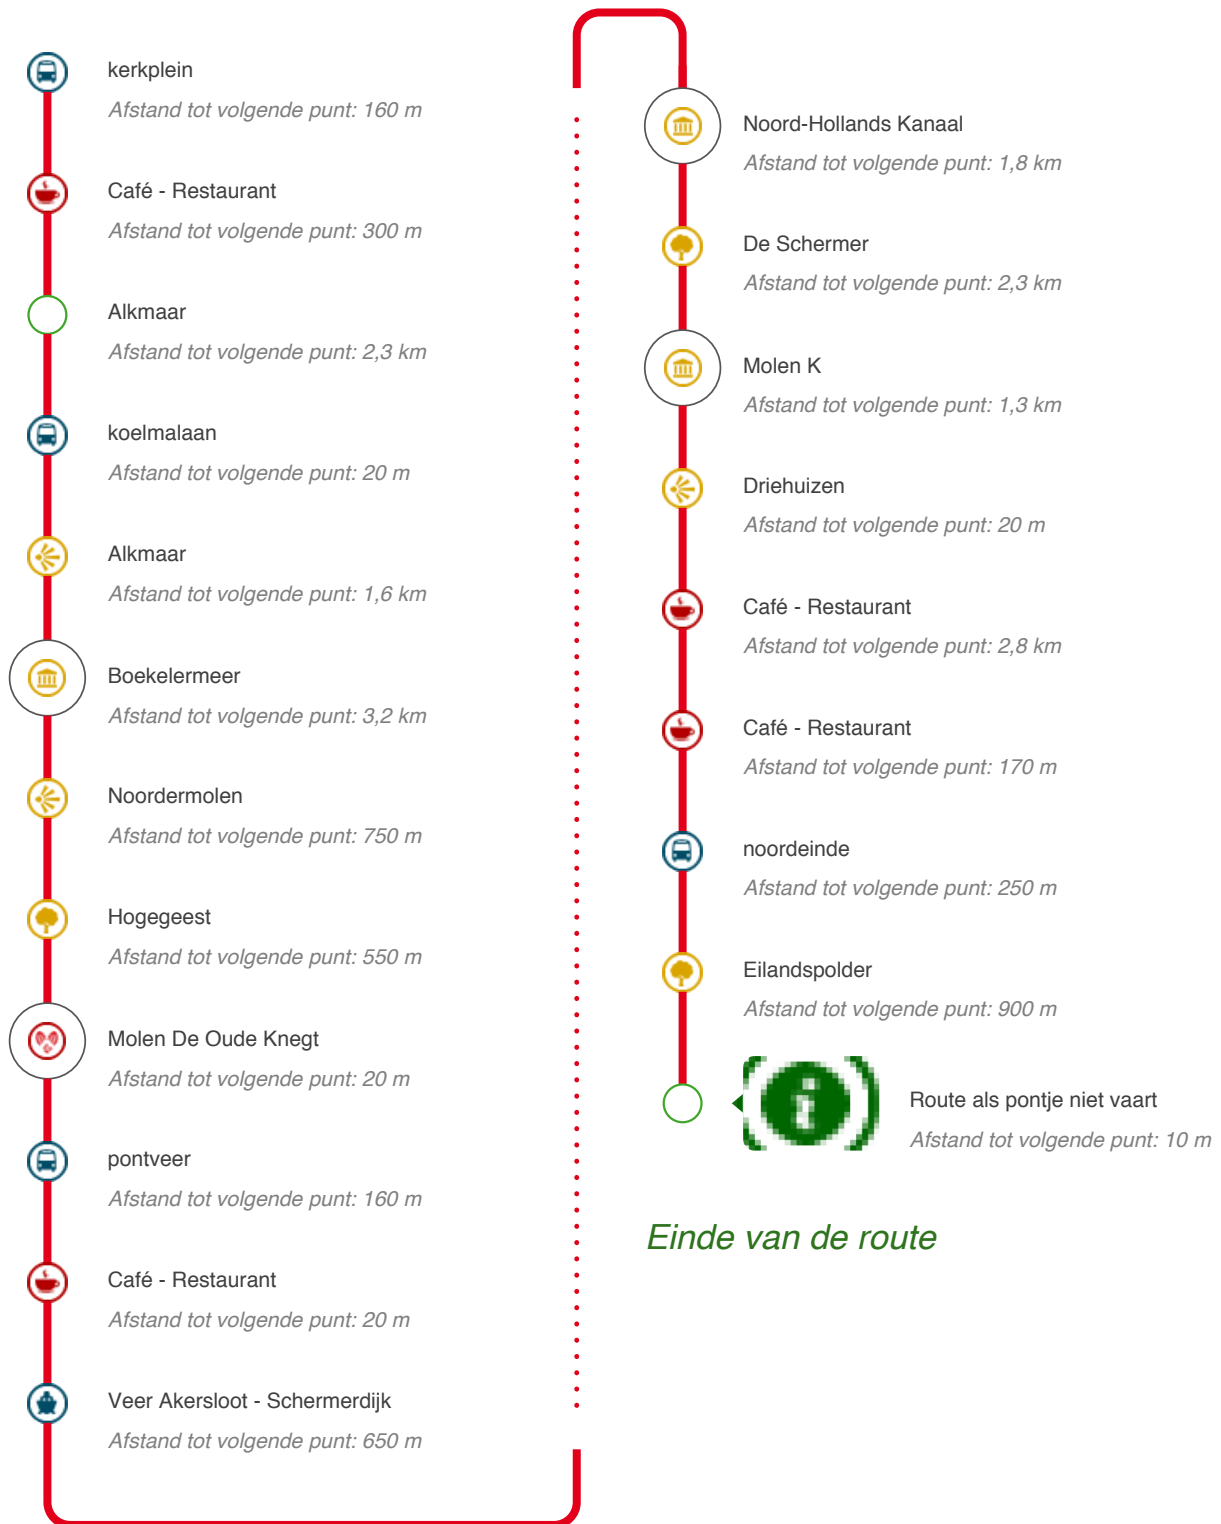 kerkplein
Afstand tot volgende punt: 160 m
Café - Restaurant
Afstand tot volgende punt: 300 m
Alkmaar
Afstand tot volgende punt: 2,3 km
koelmalaan
Afstand tot volgende punt: 20 m
Alkmaar
Afstand tot volgende punt: 1,6 km
Boekelermeer
Afstand tot volgende punt: 3,2 km
Noordermolen
Afstand tot volgende punt: 750 m
Hogegeest
Afstand tot volgende punt: 550 m
Molen De Oude Knegt
Afstand tot volgende punt: 20 m
pontveer
Afstand tot volgende punt: 160 m
Café - Restaurant
Afstand tot volgende punt: 20 m
Veer Akersloot - Schermerdijk
Afstand tot volgende punt: 650 m
Noord-Hollands Kanaal
Afstand tot volgende punt: 1,8 km
De Schermer
Afstand tot volgende punt: 2,3 km
Molen K
Afstand tot volgende punt: 1,3 km
Driehuizen
Afstand tot volgende punt: 20 m
Café - Restaurant
Afstand tot volgende punt: 2,8 km
Café - Restaurant
Afstand tot volgende punt: 170 m
noordeinde
Afstand tot volgende punt: 250 m
Eilandspolder
Afstand tot volgende punt: 900 m
Route als pontje niet vaart
Afstand tot volgende punt: 10 m
Einde van de route